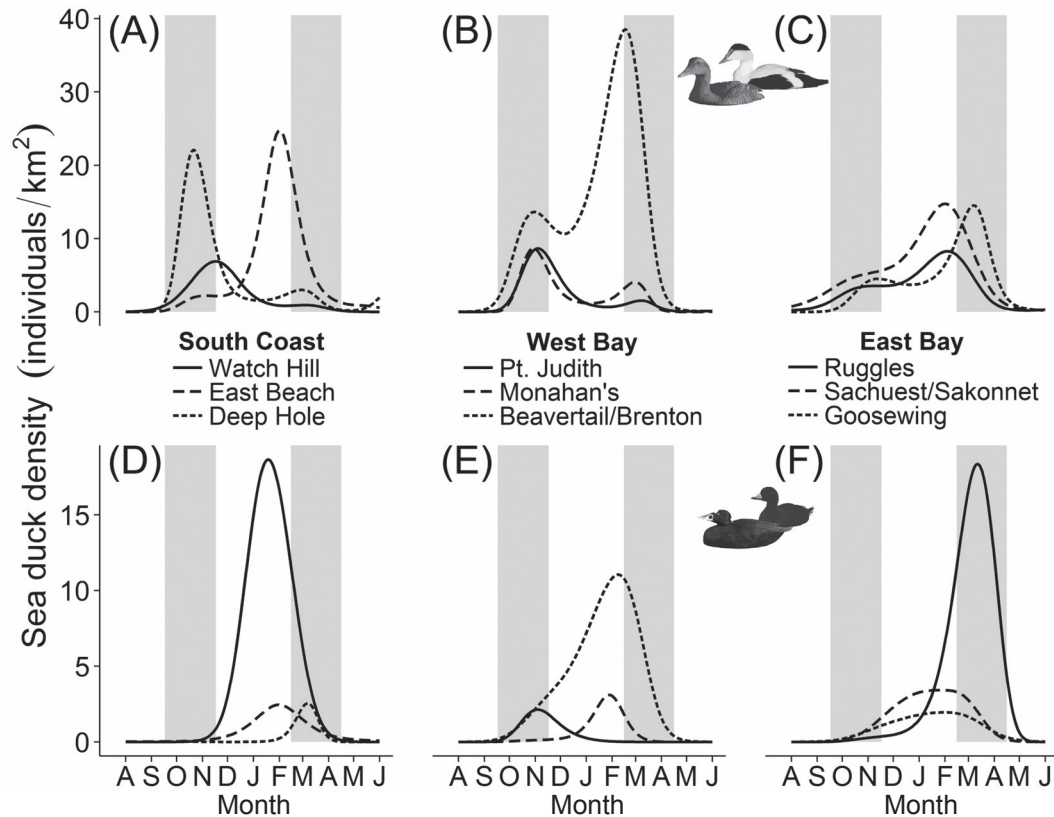 (A) (B) (C)
40
30
20
10
0
Sea duck density (individuals/km²)
South Coast
Watch Hill
East Beach
Deep Hole
West Bay
Pt. Judith
Monahan's
Beavertail/Brenton
East Bay
Ruggles
Sachuest/Sakonnet
Goosewing
(D) (E) (F)
15
10
5
0
A S O N D J F M A M J
A S O N D J F M A M J
A S O N D J F M A M J
Month
Month
Month